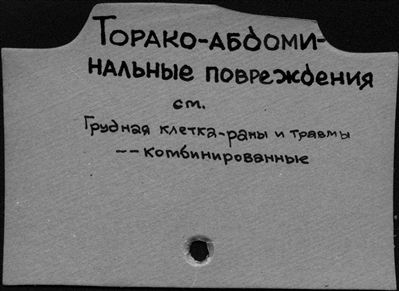 Торако-абдоми-
нальные повреждения
см.
Грудная клетка-раны и травмы
-- комбинированные